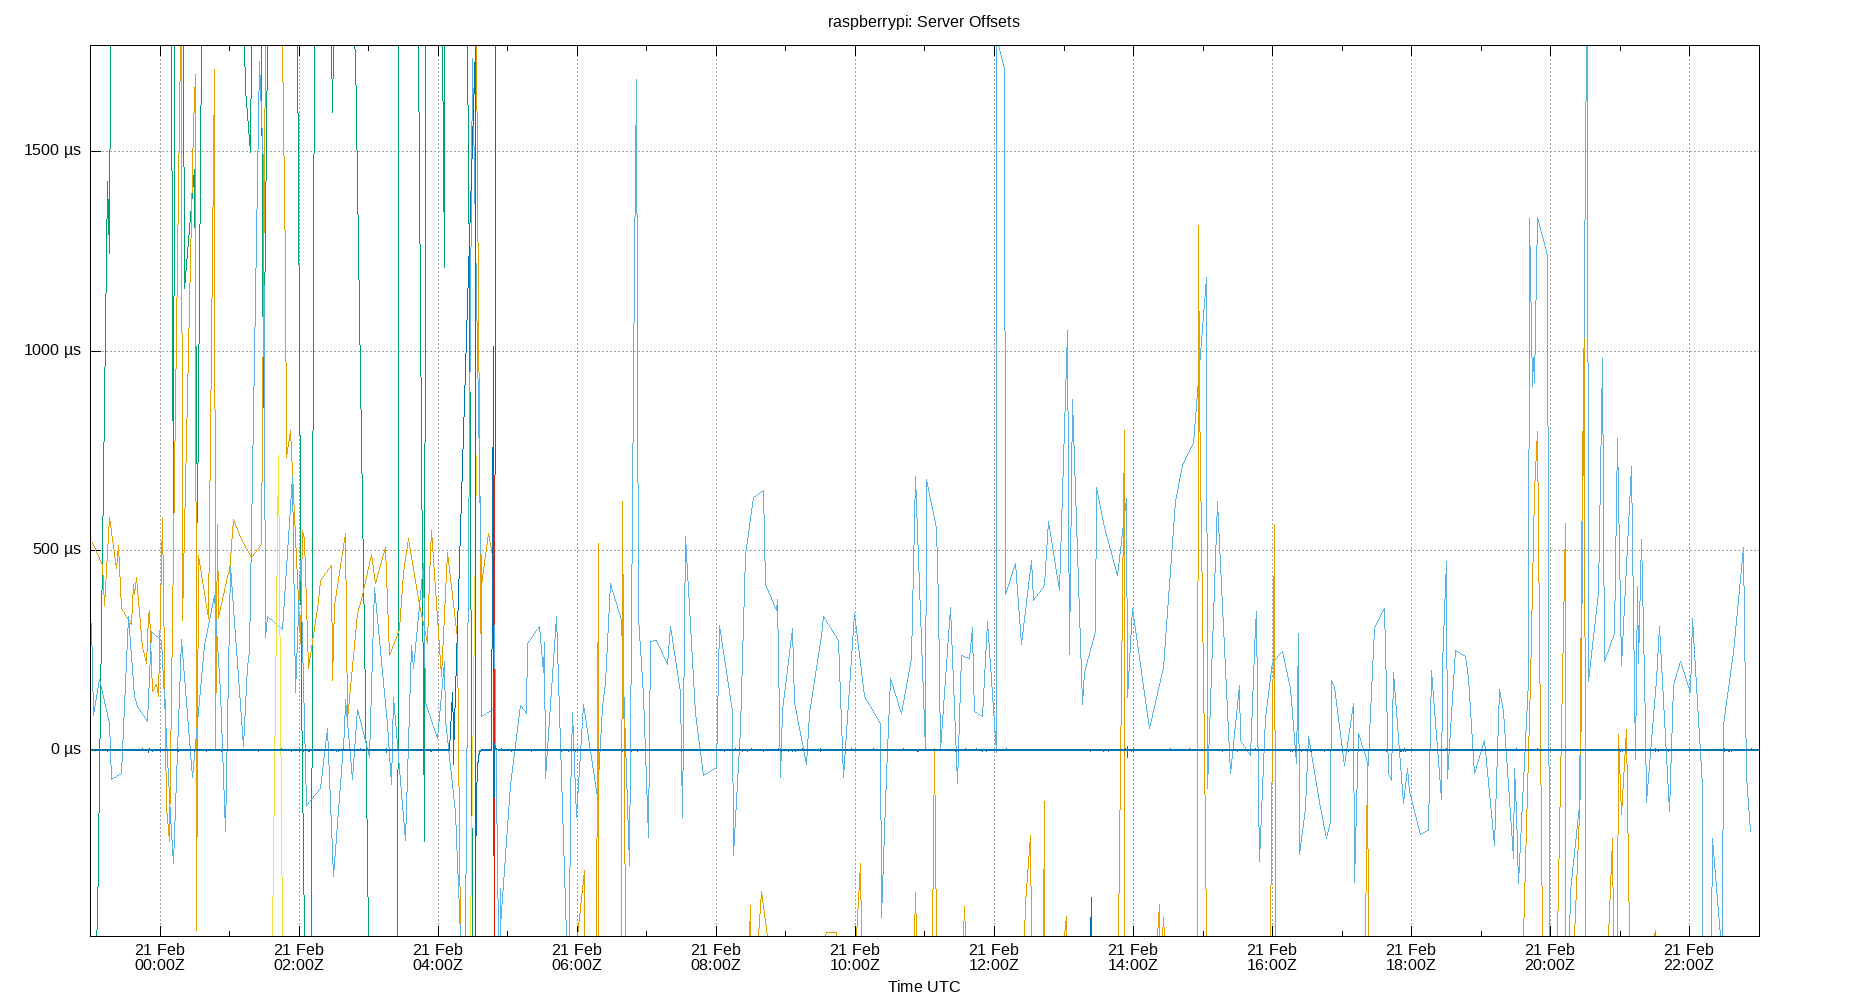 raspberrypi: Server Offsets
1500 µs
1000 µs
500 µs
0 µs
21 Feb 21 Feb 21 Feb 21 Feb 21 Feb 21 Feb 21 Feb 21 Feb 21 Feb 21 Feb 21 Feb 21 Feb
00:00Z 02:00Z 04:00Z 06:00Z 08:00Z 10:00Z 12:00Z 14:00Z 16:00Z 18:00Z 20:00Z 22:00Z
Time UTC